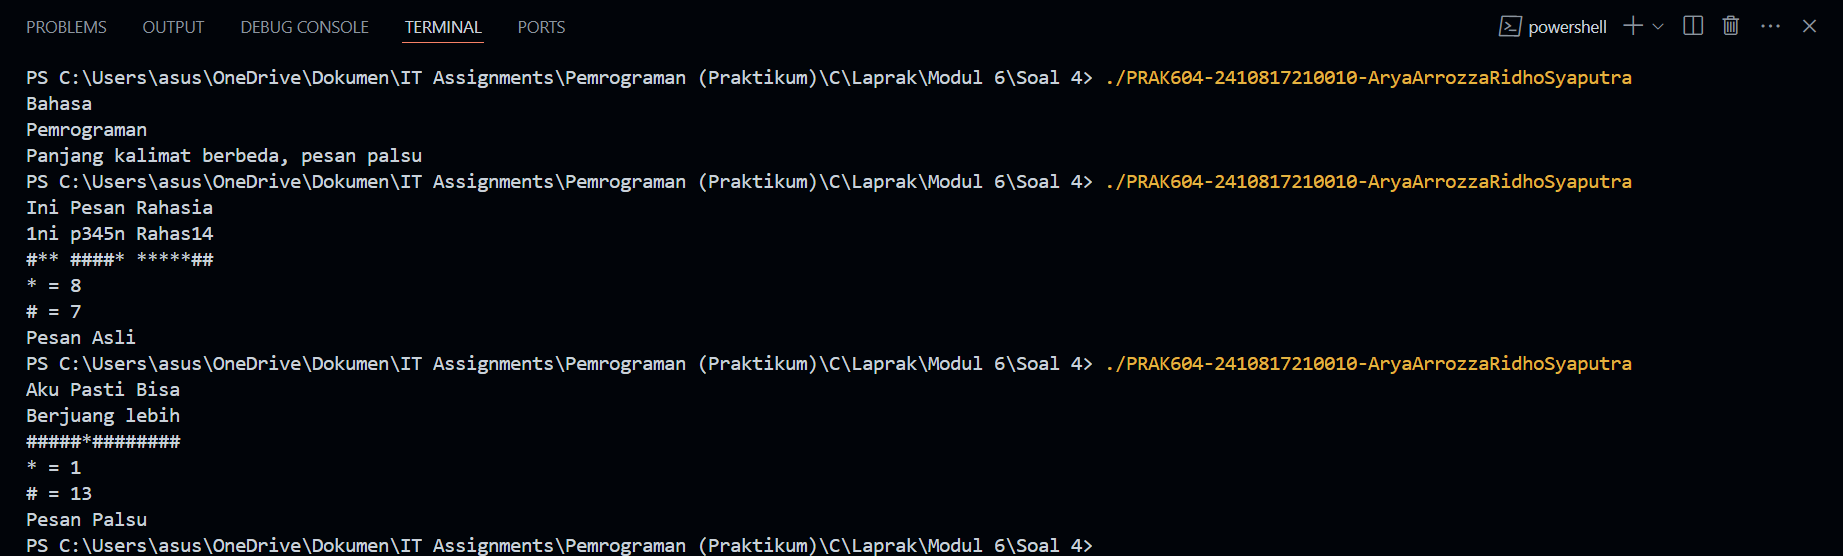 PROBLEMS OUTPUT DEBUG CONSOLE TERMINAL PORTS powershell
PS C:\Users\asus\OneDrive\Dokumen\IT Assignments\Pemrograman (Praktikum)\C\Laprak\Modul 6\Soal 4> ./PRAK604-2410817210010-AryaArrozzaRidhoSyaputra
Bahasa
Pemrograman
Panjang kalimat berbeda, pesan palsu
PS C:\Users\asus\OneDrive\Dokumen\IT Assignments\Pemrograman (Praktikum)\C\Laprak\Modul 6\Soal 4> ./PRAK604-2410817210010-AryaArrozzaRidhoSyaputra
Ini Pesan Rahasia
1ni p345n Rahas14
#** ####* *****##
* = 8
# = 7
Pesan Asli
PS C:\Users\asus\OneDrive\Dokumen\IT Assignments\Pemrograman (Praktikum)\C\Laprak\Modul 6\Soal 4> ./PRAK604-2410817210010-AryaArrozzaRidhoSyaputra
Aku Pasti Bisa
Berjuang lebih
#####*########
* = 1
# = 13
Pesan Palsu
PS C:\Users\asus\OneDrive\Dokumen\IT Assignments\Pemrograman (Praktikum)\C\Laprak\Modul 6\Soal 4>